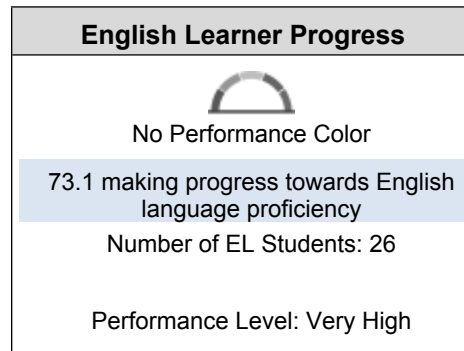 English Learner Progress
No Performance Color
73.1 making progress towards English
language proficiency
Number of EL Students: 26
Performance Level: Very High